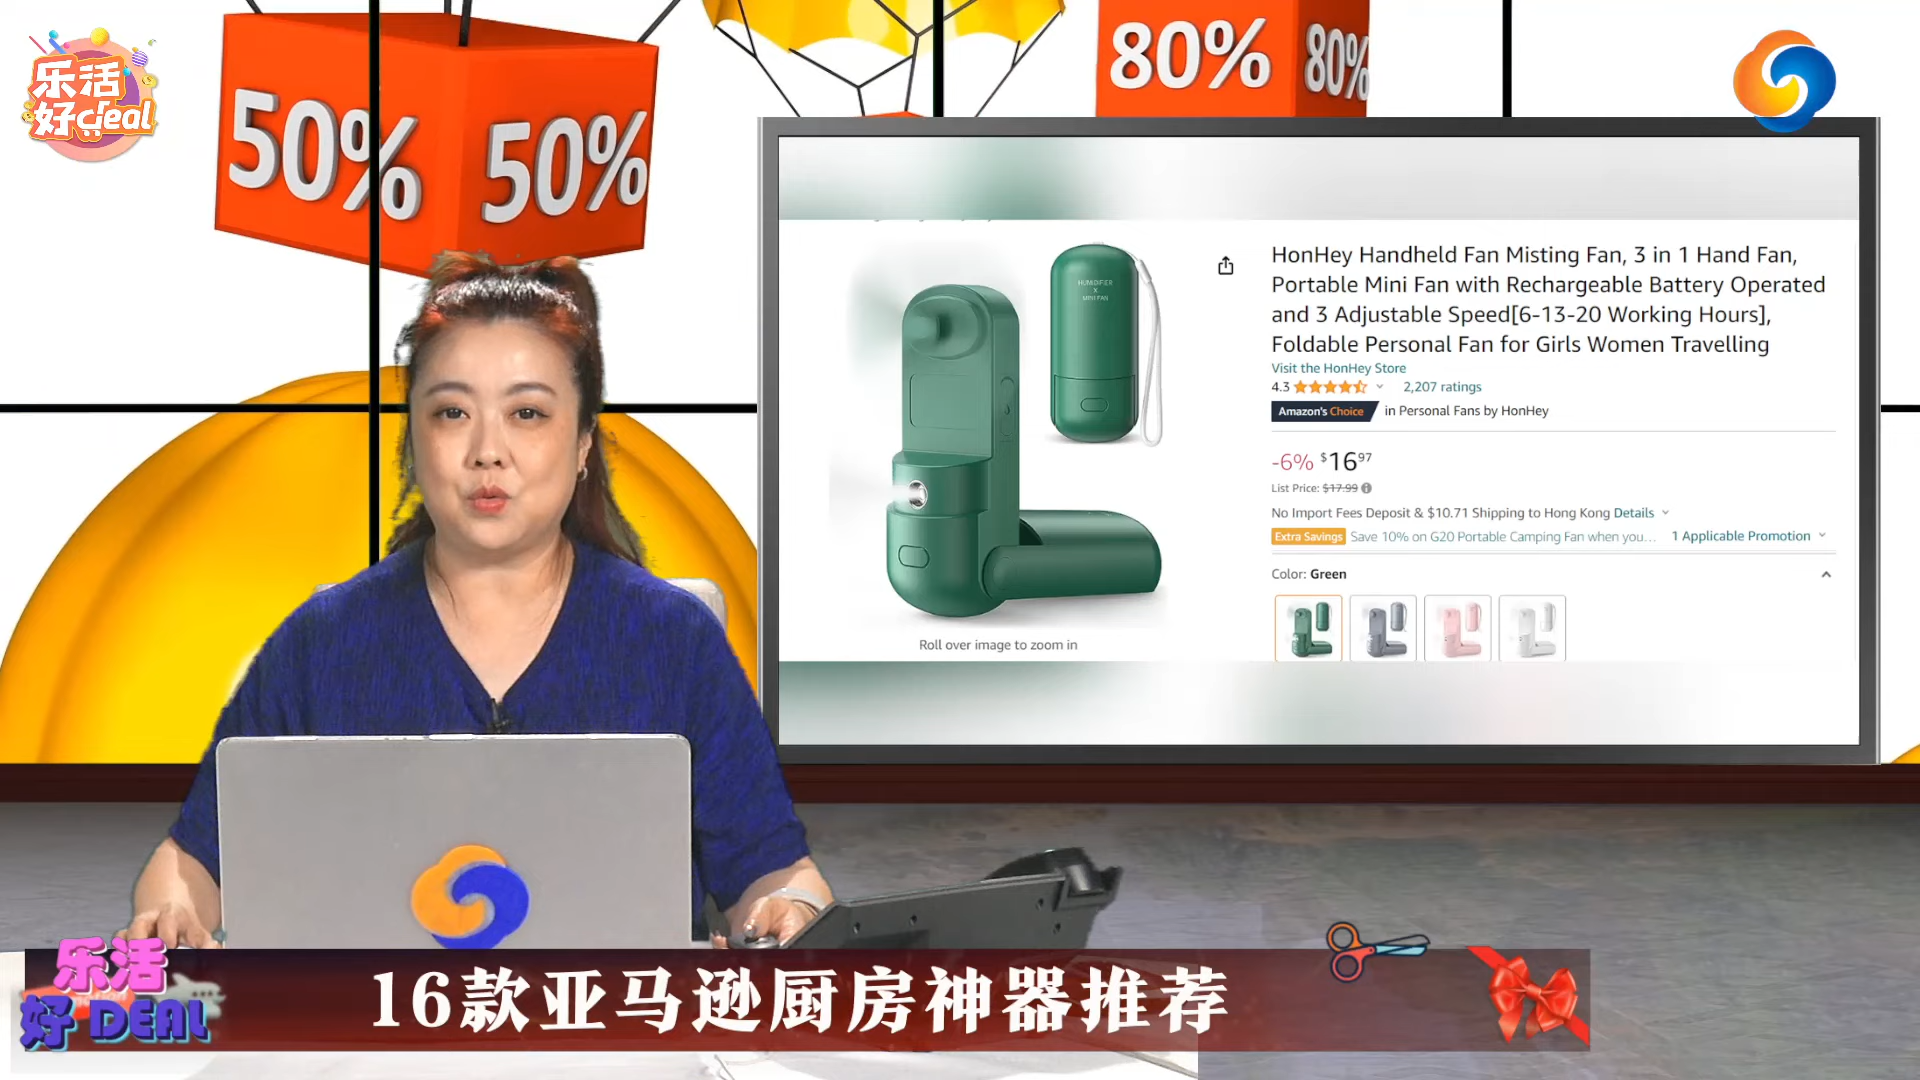 乐活
好deal
50%
50%
80%
80%
HUMIDIFIER
X
MINI FAN
Roll over image to zoom in
HonHey Handheld Fan Misting Fan, 3 in 1 Hand Fan,
Portable Mini Fan with Rechargeable Battery Operated
and 3 Adjustable Speed[6-13-20 Working Hours],
Foldable Personal Fan for Girls Women Travelling
Visit the HonHey Store
4.3 2,207 ratings
Amazon's Choice in Personal Fans by HonHey
-6% $16.97
List Price: $17.99
No Import Fees Deposit & $10.71 Shipping to Hong Kong Details
Extra Savings Save 10% on G20 Portable Camping Fan when you... 1 Applicable Promotion
Color: Green
乐活
好 DEAL
16款亚马逊厨房神器推荐